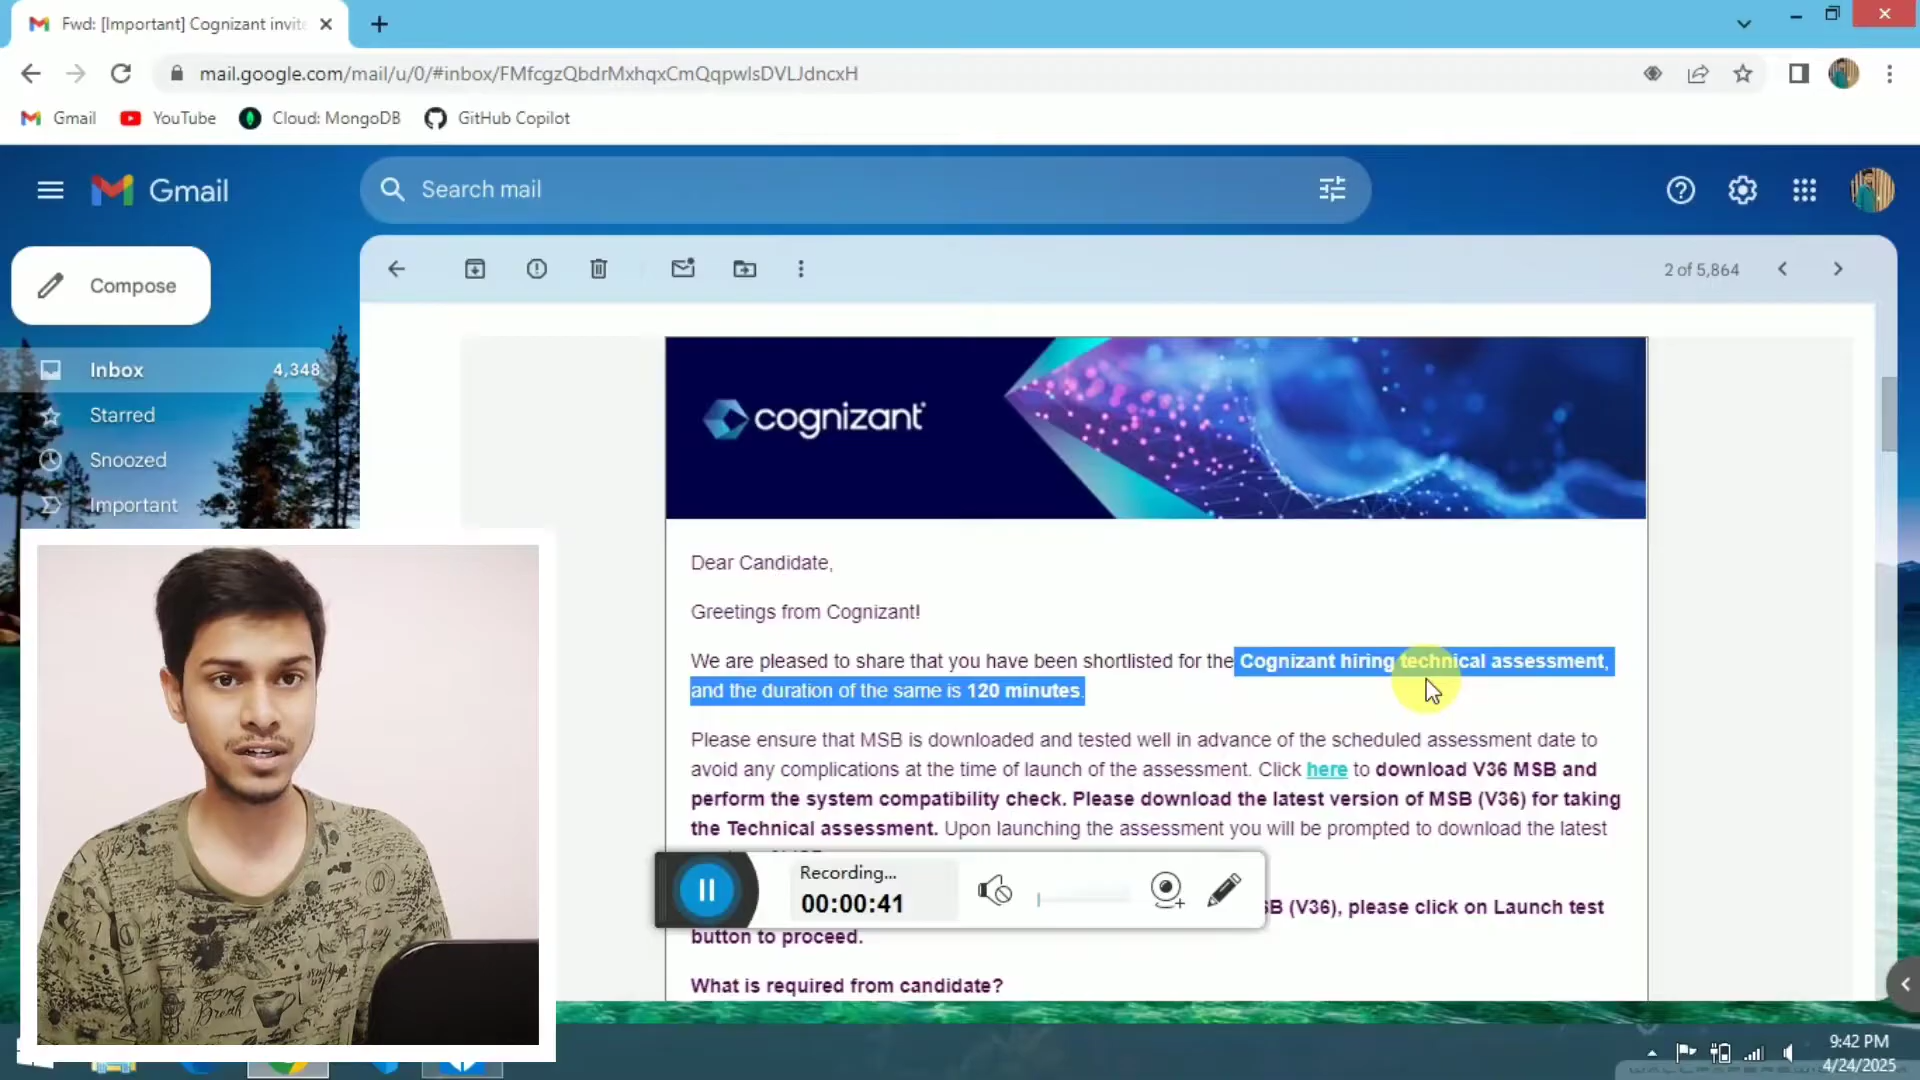 Fwd: [Important] Cognizant invit
mail.google.com/mail/u/0/#inbox/FMfcgzQbdrMxhqxCmQqpwlsDVLJdncxH
Gmail YouTube Cloud: MongoDB GitHub Copilot
Gmail Search mail
Compose
2 of 5,864
Inbox 4,348
Starred
Snoozed
Important
cognizant
Dear Candidate,
Greetings from Cognizant!
We are pleased to share that you have been shortlisted for the Cognizant hiring technical assessment,
and the duration of the same is 120 minutes.
Please ensure that MSB is downloaded and tested well in advance of the scheduled assessment date to
avoid any complications at the time of launch of the assessment. Click here to download V36 MSB and
perform the system compatibility check. Please download the latest version of MSB (V36) for taking
the Technical assessment. Upon launching the assessment you will be prompted to download the latest
Recording...
00:00:41
(V36), please click on Launch test
button to proceed.
What is required from candidate?
9:42 PM
4/24/2025